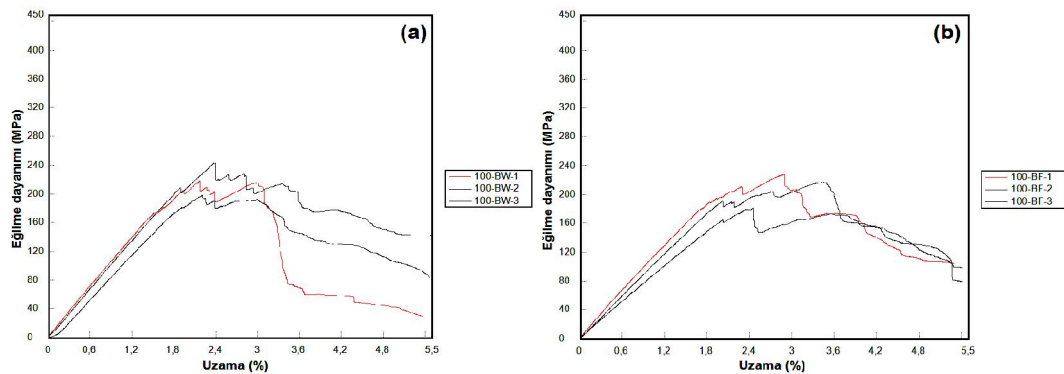 (a)
450
400
360
320
280
240
200
160
120
80
40
0
Eğilme dayanımı (MPa)
0 0,6 1,2 1,8 2,4 3 3,6 4,2 4,8 5,5
Uzama (%)
100-BW-1
100-BW-2
100-BW-3
(b)
450
400
360
320
280
240
200
160
120
80
40
0
Eğilme dayanımı (MPa)
0 0,6 1,2 1,8 2,4 3 3,6 4,2 4,8 5,5
Uzama (%)
100-BF-1
100-BF-2
100-BF-3